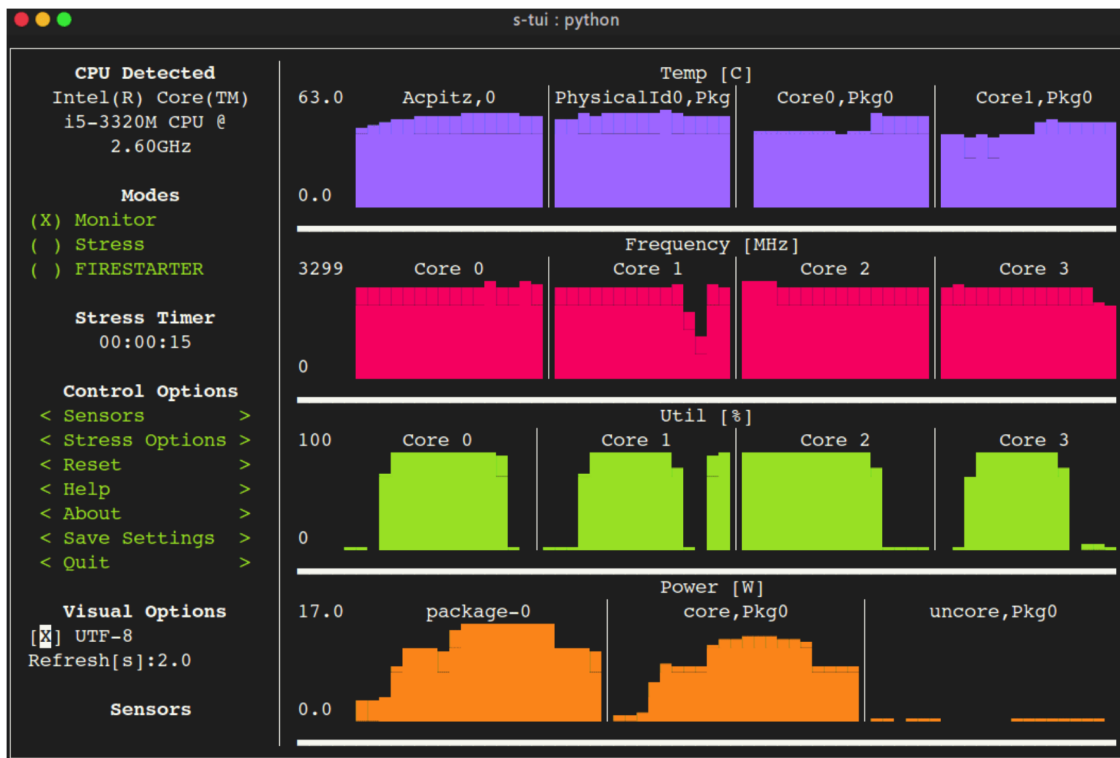 s-tui : python
CPU Detected
Intel(R) Core(TM)
i5-3320M CPU @
2.60GHz
Modes
(X) Monitor
( ) Stress
( ) FIRESTARTER
Stress Timer
00:00:15
Control Options
< Sensors >
< Stress Options >
< Reset >
< Help >
< About >
< Save Settings >
< Quit >
Visual Options
[X] UTF-8
Refresh[s]:2.0
Sensors
Temp [C]
63.0 Acpitz,0 PhysicalId0,Pkg Core0,Pkg0 Core1,Pkg0
0.0
Frequency [MHz]
3299 Core 0 Core 1 Core 2 Core 3
0
Util [%]
100 Core 0 Core 1 Core 2 Core 3
0
Power [W]
17.0 package-0 core,Pkg0 uncore,Pkg0
0.0